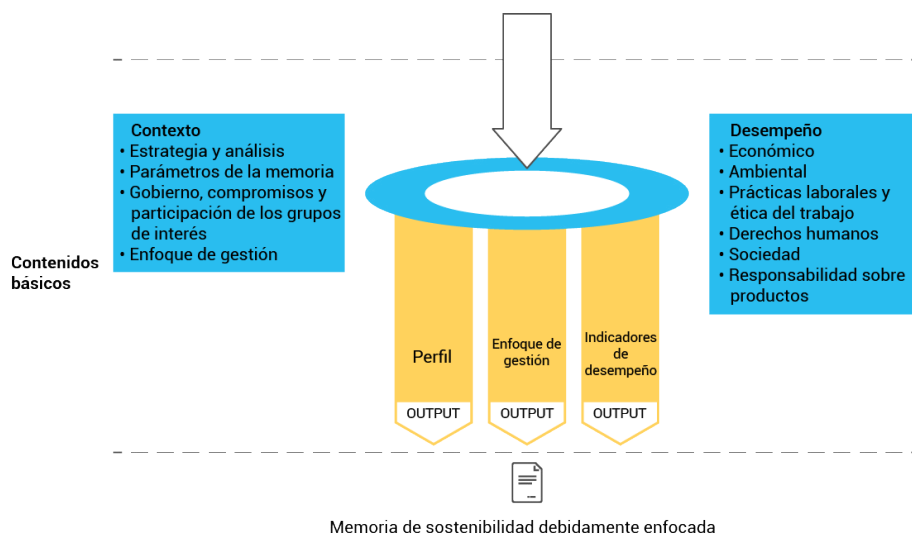 Contexto
• Estrategia y análisis
• Parámetros de la memoria
• Gobierno, compromisos y
participación de los grupos
de interés
• Enfoque de gestión
Desempeño
• Económico
• Ambiental
• Prácticas laborales y
ética del trabajo
• Derechos humanos
• Sociedad
• Responsabilidad sobre
productos
Contenidos
básicos
Perfil
Enfoque de
gestión
Indicadores
de
desempeño
OUTPUT
OUTPUT
OUTPUT
Memoria de sostenibilidad debidamente enfocada